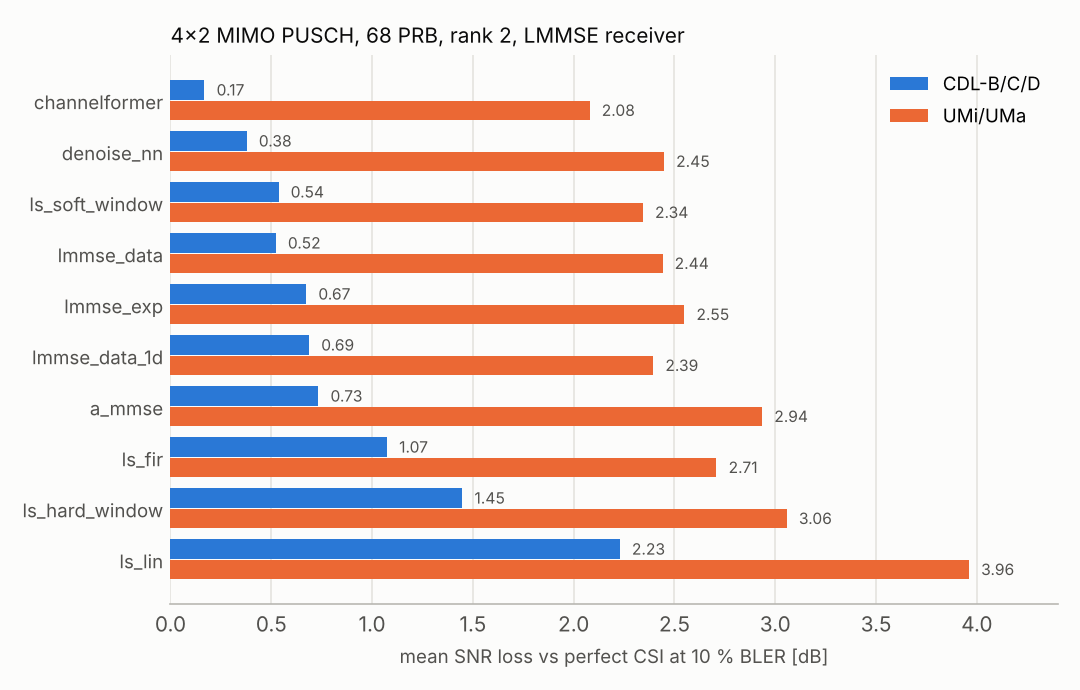 4×2 MIMO PUSCH, 68 PRB, rank 2, LMMSE receiver
CDL-B/C/D
UMi/UMa
channelformer
0.17
2.08
denoise_nn
0.38
2.45
ls_soft_window
0.54
2.34
lmmse_data
0.52
2.44
lmmse_exp
0.67
2.55
lmmse_data_1d
0.69
2.39
a_mmse
0.73
2.94
ls_fir
1.07
2.71
ls_hard_window
1.45
3.06
ls_lin
2.23
3.96
0.0 0.5 1.0 1.5 2.0 2.5 3.0 3.5 4.0
mean SNR loss vs perfect CSI at 10 % BLER [dB]